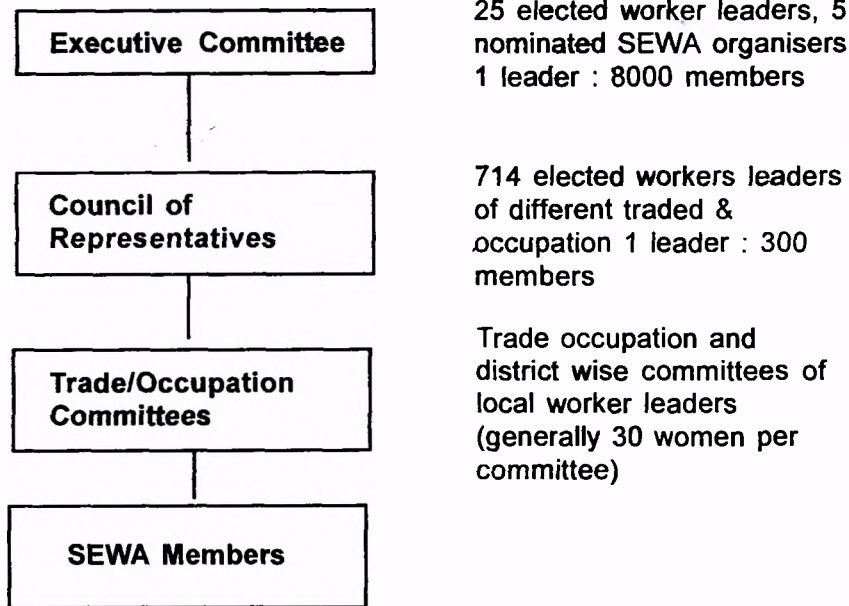 Executive Committee
25 elected worker leaders, 5
nominated SEWA organisers
1 leader : 8000 members
Council of
Representatives
714 elected workers leaders
of different traded &
occupation 1 leader : 300
members
Trade/Occupation
Committees
Trade occupation and
district wise committees of
local worker leaders
(generally 30 women per
committee)
SEWA Members